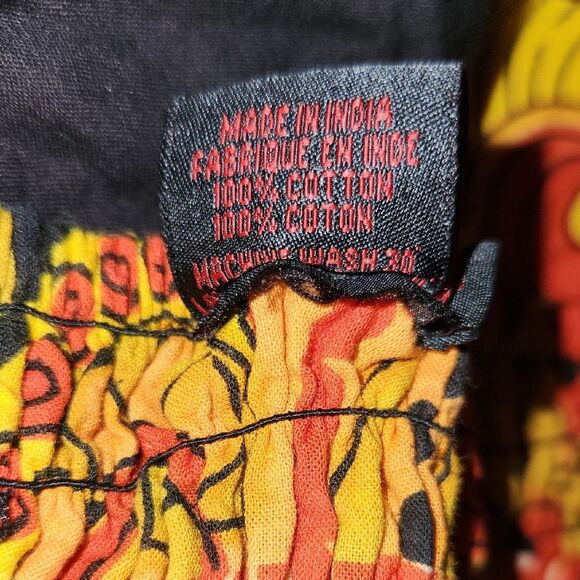 MADE IN INDIA
FABRIQUE EN INDE
100% COTTON
100% COTON
MACHINE WASH 30°